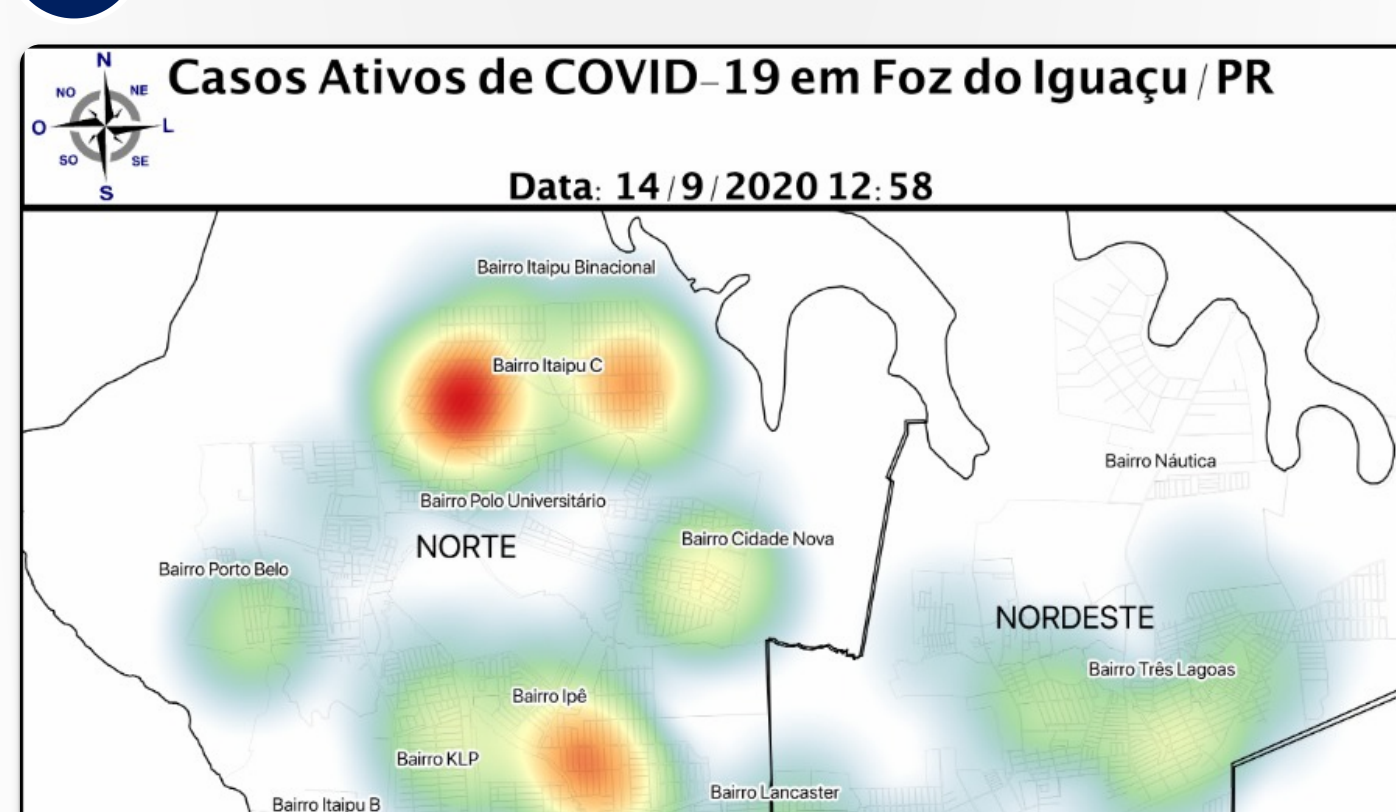 Casos Ativos de COVID-19 em Foz do Iguaçu / PR
N
NO
NE
O
L
SO
SE
S
Data: 14/9/2020 12:58
Bairro Itaipu Binacional
Bairro Itaipu C
Bairro Náutica
Bairro Polo Universitário
Bairro Cidade Nova
NORTE
Bairro Porto Belo
NORDESTE
Bairro Três Lagoas
Bairro Ipê
Bairro KLP
Bairro Lancaster
Bairro Itaipu B